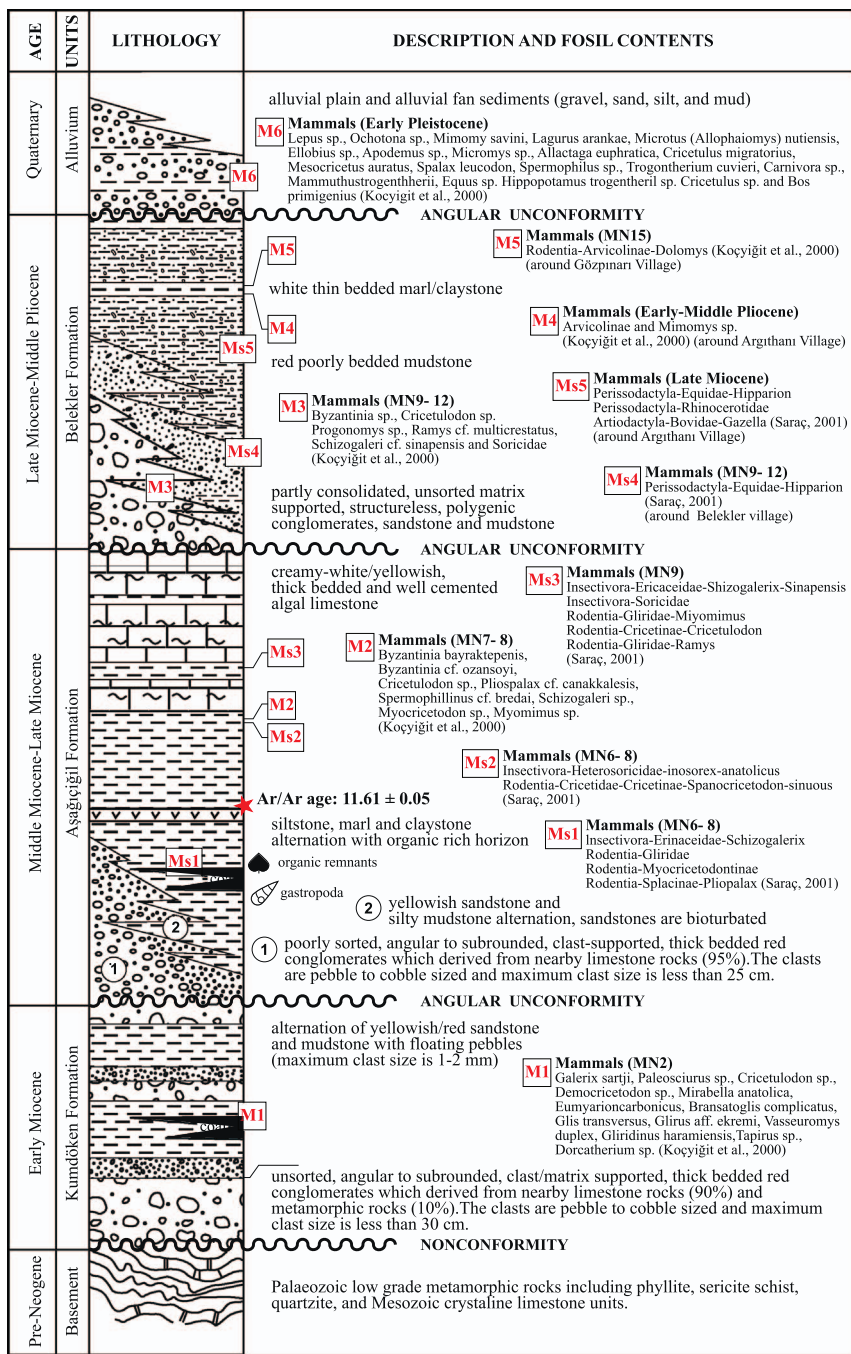 AGE
UNITS
LITHOLOGY
DESCRIPTION AND FOSIL CONTENTS
Quaternary
Alluvium
alluvial plain and alluvial fan sediments (gravel, sand, silt, and mud)
M6
M6 Mammals (Early Pleistocene)
Lepus sp., Ochotona sp., Mimomy savini, Lagurus arankae, Microtus (Allophaiomys) nutiensis,
Ellobius sp., Apodemus sp., Micromys sp., Allactaga euphratica, Cricetulus migratorius,
Mesocricetus auratus, Spalax leucodon, Spermophilus sp., Trogontherium cuvieri, Carnivora sp.,
Mammuthustrogenthherii, Equus sp. Hippopotamus trogentheril sp. Cricetulus sp. and Bos
primigenius (Kocyigit et al., 2000)
ANGULAR UNCONFORMITY
Late Miocene-Middle Pliocene
Belekler Formation
M5
M5 Mammals (MN15)
Rodentia-Arvicolinae-Dolomys (Koçyiğit et al., 2000)
(around Gözpınarı Village)
white thin bedded marl/claystone
M4
M4 Mammals (Early-Middle Pliocene)
Arvicolinae and Mimomys sp.
(Koçyiğit et al., 2000) (around Argıthanı Village)
Ms5
red poorly bedded mudstone
Ms5 Mammals (Late Miocene)
Perissodactyla-Equidae-Hipparion
Perissodactyla-Rhinocerotidae
Artiodactyla-Bovidae-Gazella (Saraç, 2001)
(around Argıthanı Village)
M3 Mammals (MN9- 12)
Byzantinia sp., Cricetulodon sp.
Progonomys sp., Ramys cf. multicrestatus,
Schizogaleri cf. sinapensis and Soricidae
(Koçyiğit et al., 2000)
Ms4
M3
Ms4 Mammals (MN9- 12)
Perissodactyla-Equidae-Hipparion
(Saraç, 2001)
(around Belekler village)
partly consolidated, unsorted matrix
supported, structureless, polygenic
conglomerates, sandstone and mudstone
ANGULAR UNCONFORMITY
Middle Miocene-Late Miocene
Aşağıçiğil Formation
creamy-white/yellowish,
thick bedded and well cemented
algal limestone
Ms3 Mammals (MN9)
Insectivora-Ericaceidae-Shizogalerix-Sinapensis
Insectivora-Soricidae
Rodentia-Gliridae-Miyomimus
Rodentia-Cricetinae-Cricetulodon
Rodentia-Gliridae-Ramys
(Saraç, 2001)
Ms3
M2 Mammals (MN7- 8)
Byzantinia bayraktepenis,
Byzantinia cf. ozansoyi,
Cricetulodon sp., Pliospalax cf. canakkalesis,
Spermophillinus cf. bredai, Schizogaleri sp.,
Myocricetodon sp., Myomimus sp.
(Koçyiğit et al., 2000)
M2
Ms2
Ms2 Mammals (MN6- 8)
Insectivora-Heterosoricidae-inosorex-anatolicus
Rodentia-Cricetidae-Cricetinae-Spanocricetodon-sinuous
(Saraç, 2001)
Ar/Ar age: 11.61 ± 0.05
siltstone, marl and claystone
alternation with organic rich horizon
Ms1 Mammals (MN6- 8)
Insectivora-Erinaceidae-Schizogalerix
Rodentia-Gliridae
Rodentia-Myocricetodontinae
Rodentia-Splacinae-Pliopalax (Saraç, 2001)
Ms1
organic remnants
gastropoda
2 yellowish sandstone and
silty mudstone alternation, sandstones are bioturbated
2
1
1 poorly sorted, angular to subrounded, clast-supported, thick bedded red
conglomerates which derived from nearby limestone rocks (95%).The clasts
are pebble to cobble sized and maximum clast size is less than 25 cm.
ANGULAR UNCONFORMITY
Early Miocene
Kumdöken Formation
alternation of yellowish/red sandstone
and mudstone with floating pebbles
(maximum clast size is 1-2 mm)
M1
coal
M1 Mammals (MN2)
Galerix sartji, Paleosciurus sp., Cricetulodon sp.,
Democricetodon sp., Mirabella anatolica,
Eumyarioncarbonicus, Bransatoglis complicatus,
Glis transversus, Glirus aff. ekremi, Vasseuromys
duplex, Gliridinus haramiensis,Tapirus sp.,
Dorcatherium sp. (Koçyiğit et al., 2000)
unsorted, angular to subrounded, clast/matrix supported, thick bedded red
conglomerates which derived from nearby limestone rocks (90%) and
metamorphic rocks (10%).The clasts are pebble to cobble sized and maximum
clast size is less than 30 cm.
NONCONFORMITY
Pre-Neogene
Basement
Palaeozoic low grade metamorphic rocks including phyllite, sericite schist,
quartzite, and Mesozoic crystaline limestone units.